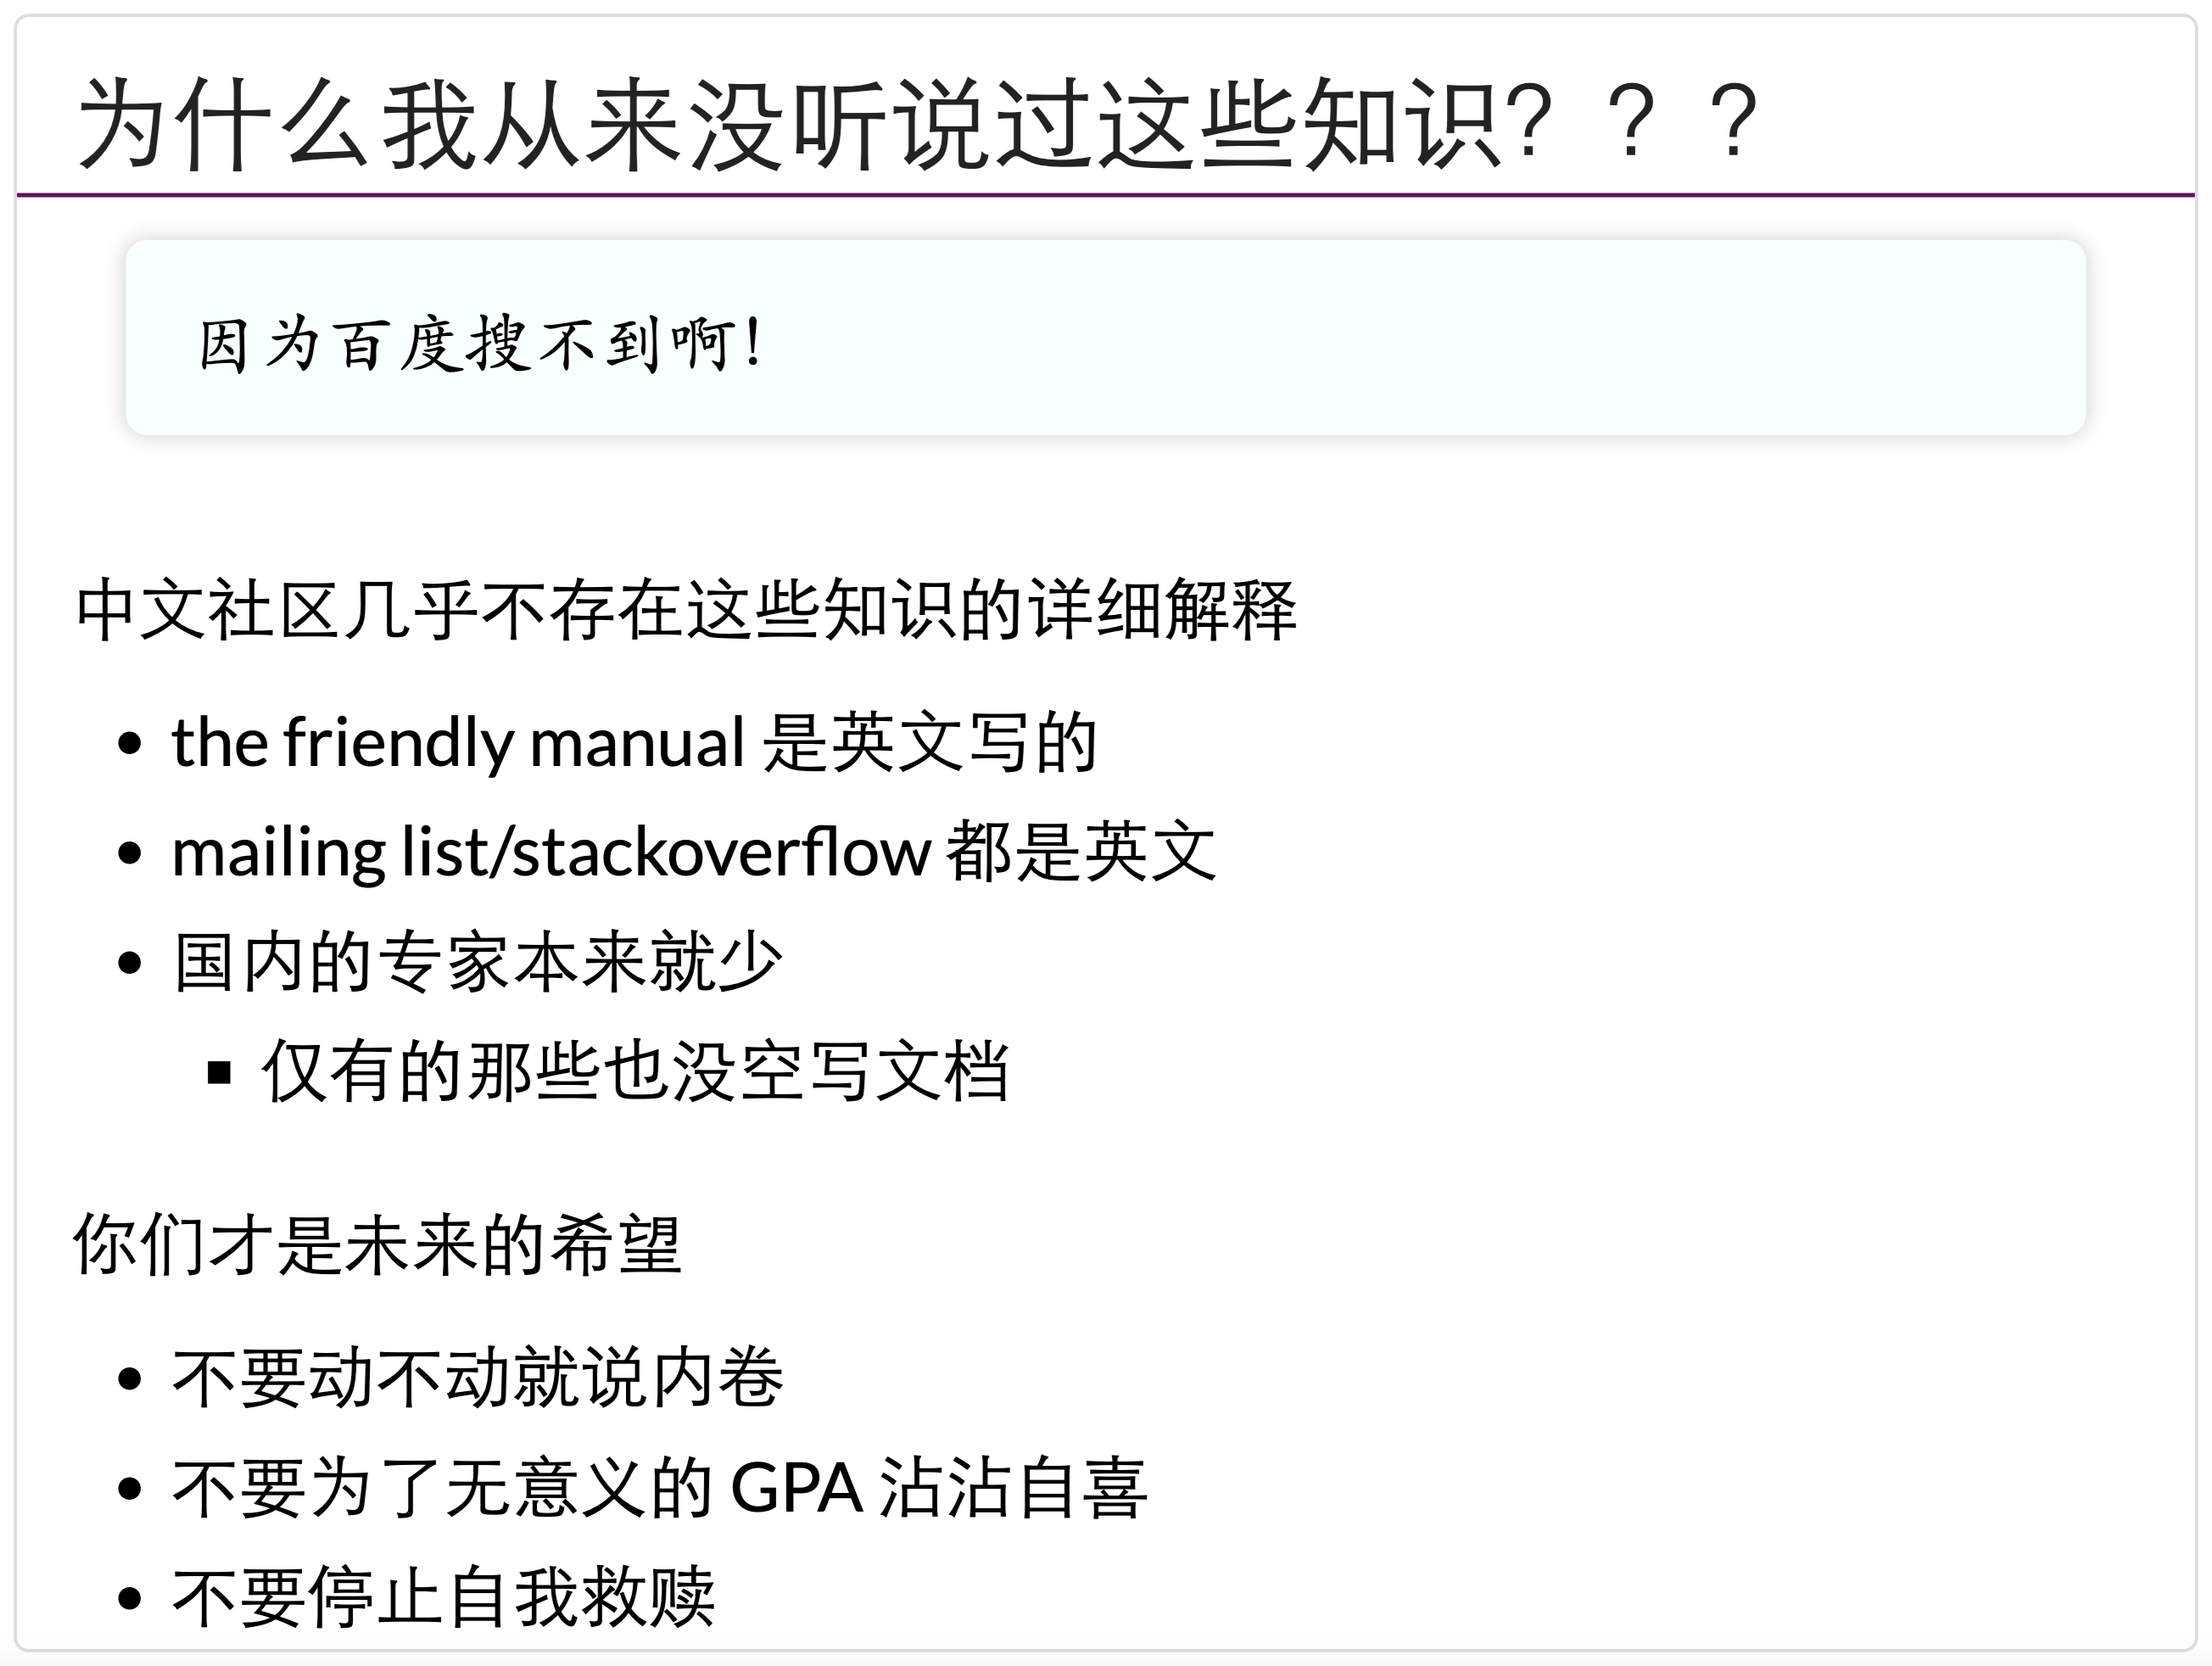 为什么我从来没听说过这些知识？？？
因为百度搜不到啊！
中文社区几乎不存在这些知识的详细解释
the friendly manual 是英文写的
mailing list/stackoverflow 都是英文
国内的专家本来就少
仅有的那些也没空写文档
你们才是未来的希望
不要动不动就说内卷
不要为了无意义的 GPA 沾沾自喜
不要停止自我救赎